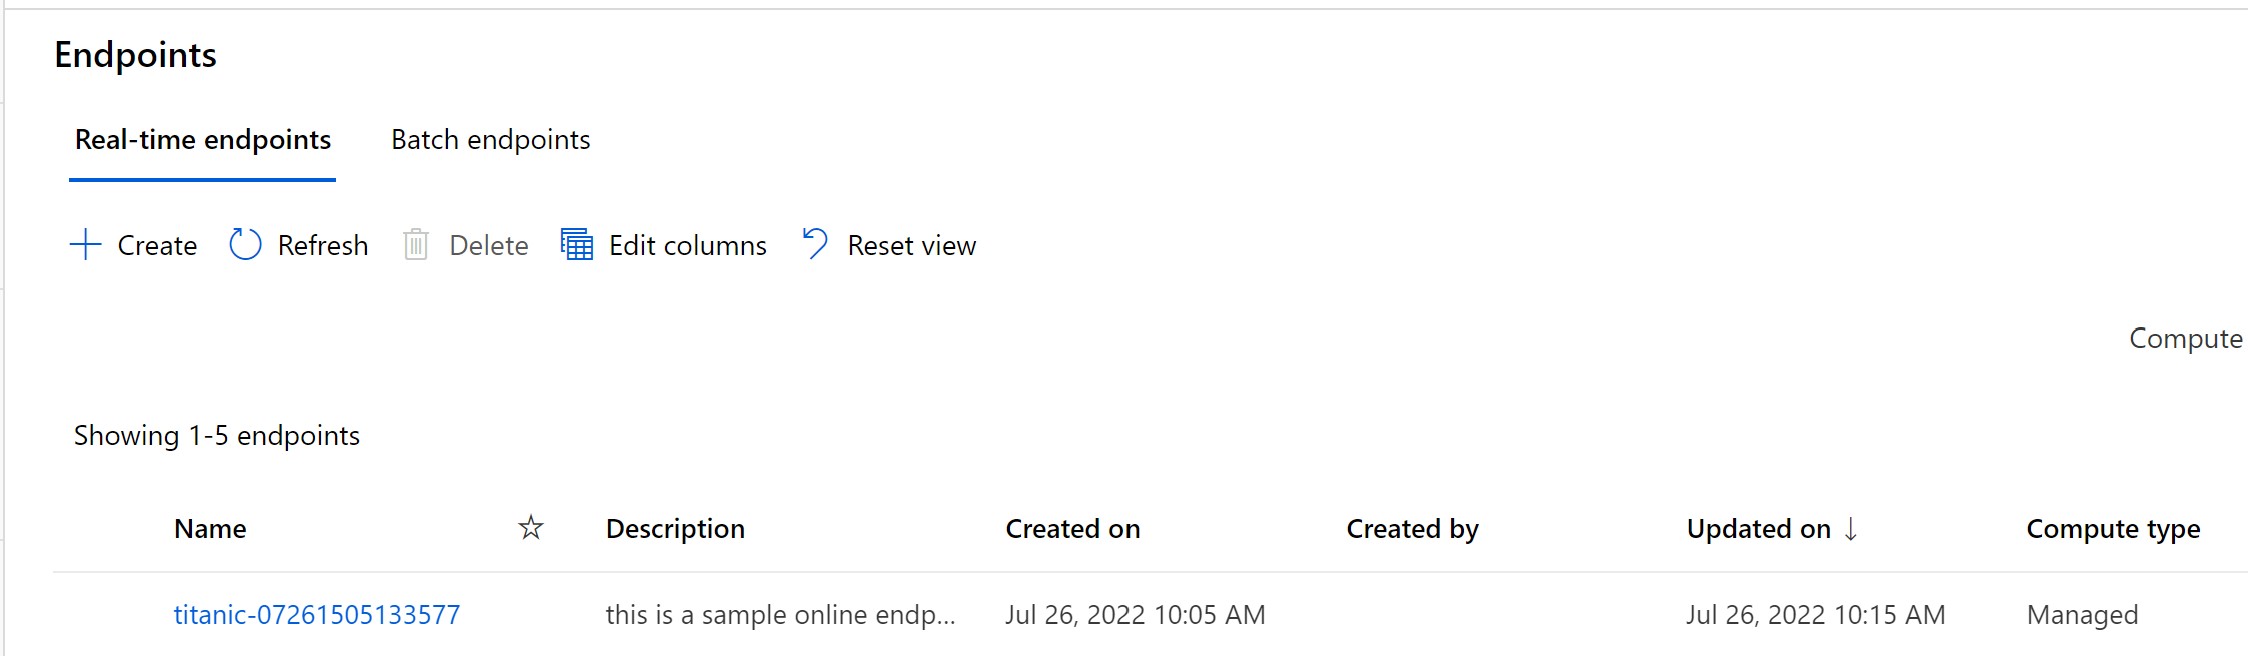 Endpoints
Real-time endpoints Batch endpoints
Create Refresh Delete Edit columns Reset view
Compute
Showing 1-5 endpoints
Name Description Created on Created by Updated on ↓ Compute type
titanic-07261505133577 this is a sample online endp... Jul 26, 2022 10:05 AM Jul 26, 2022 10:15 AM Managed